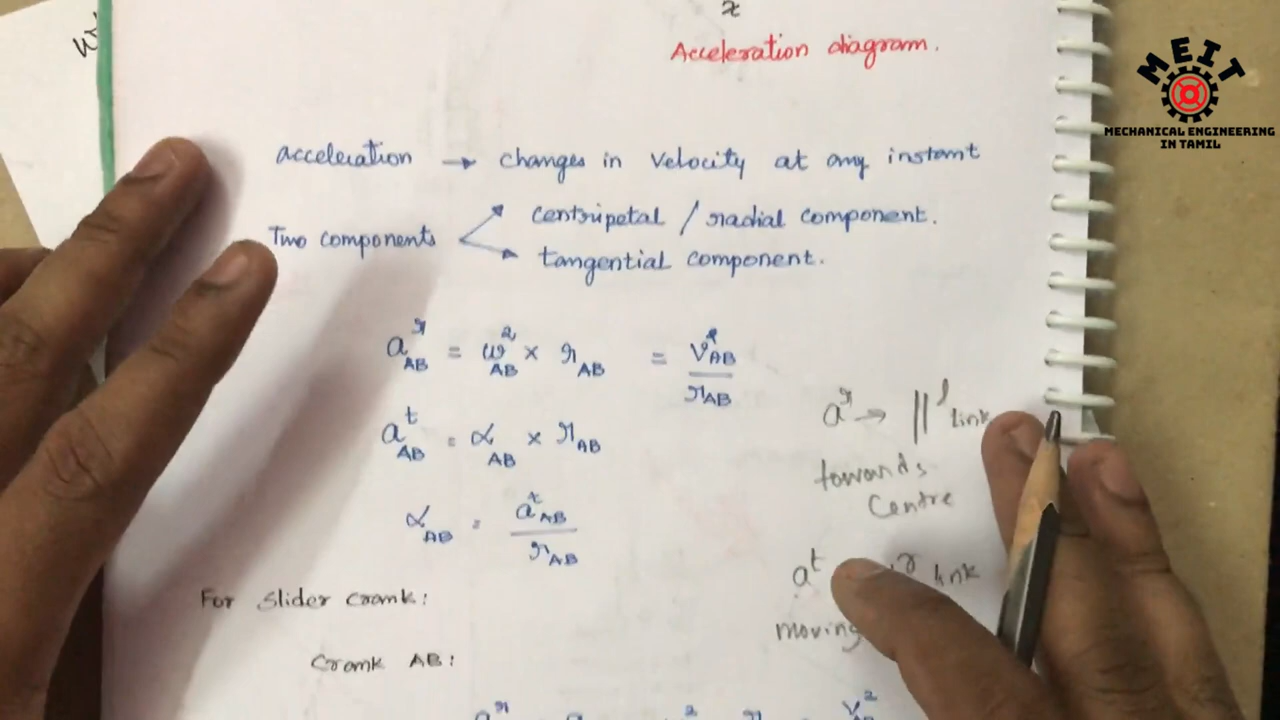 x
Acceleration diagram.
MEIT
MECHANICAL ENGINEERING
IN TAMIL
acceleration → changes in velocity at any instant
Two components
centripetal / radial component.
tangential component.
a^r_AB = ω²_AB × r_AB = V²_AB / r_AB
a^t_AB = α_AB × r_AB
α_AB = a^t_AB / r_AB
a^r → ||l link
towards
Centre
a^t r link
moving
For Slider Crank:
Crank AB: